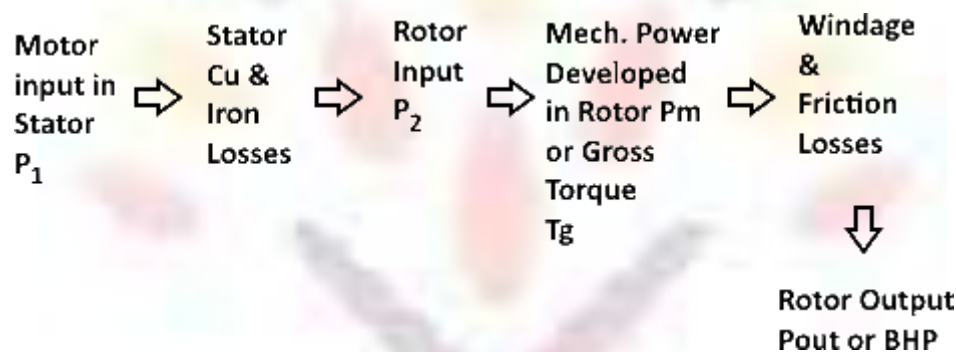 Motor
input in
Stator
P1
Stator
Cu &
Iron
Losses
Rotor
Input
P2
Mech. Power
Developed
in Rotor Pm
or Gross
Torque
Tg
Windage
&
Friction
Losses
Rotor Output
Pout or BHP